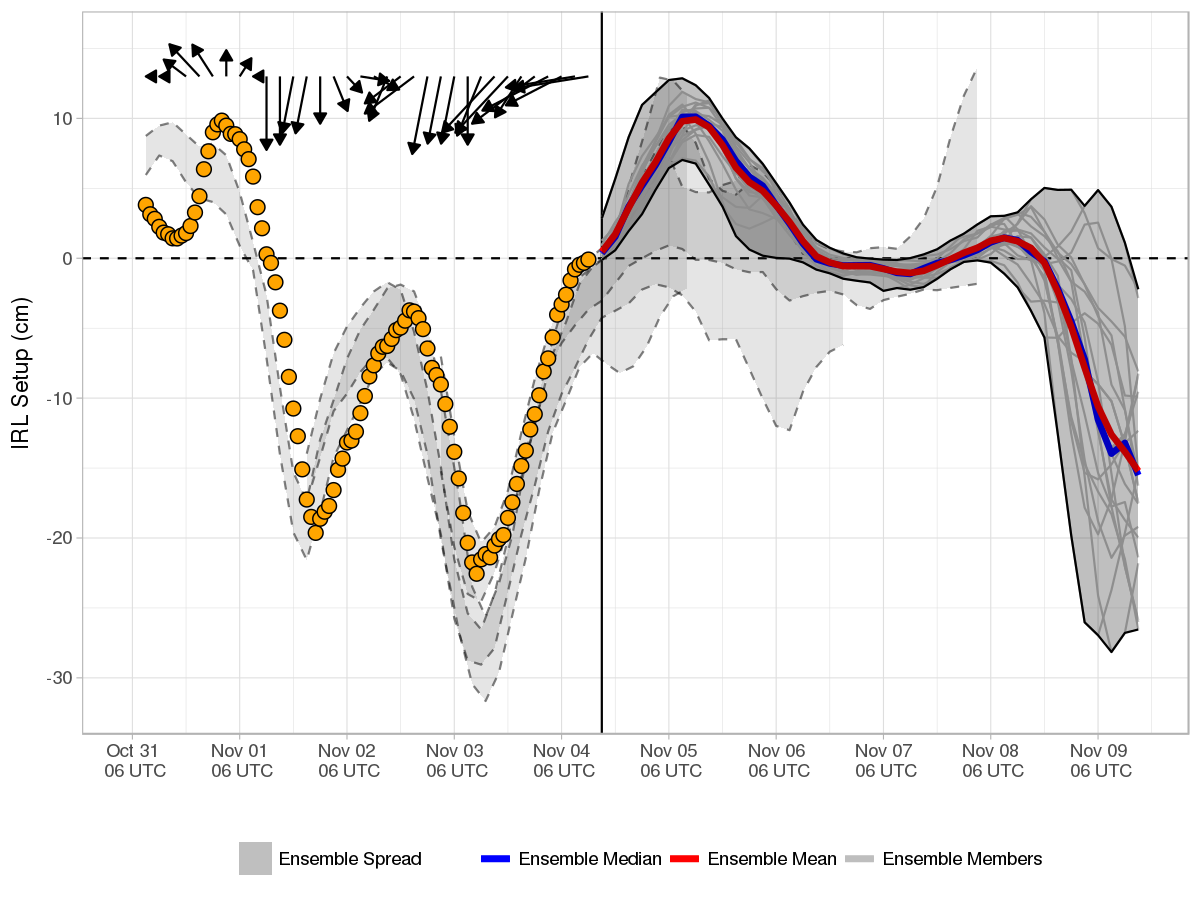 IRL Setup (cm)
10
0
-10
-20
-30
Oct 31 Nov 01 Nov 02 Nov 03 Nov 04 Nov 05 Nov 06 Nov 07 Nov 08 Nov 09
06 UTC 06 UTC 06 UTC 06 UTC 06 UTC 06 UTC 06 UTC 06 UTC 06 UTC 06 UTC
Ensemble Spread Ensemble Median Ensemble Mean Ensemble Members